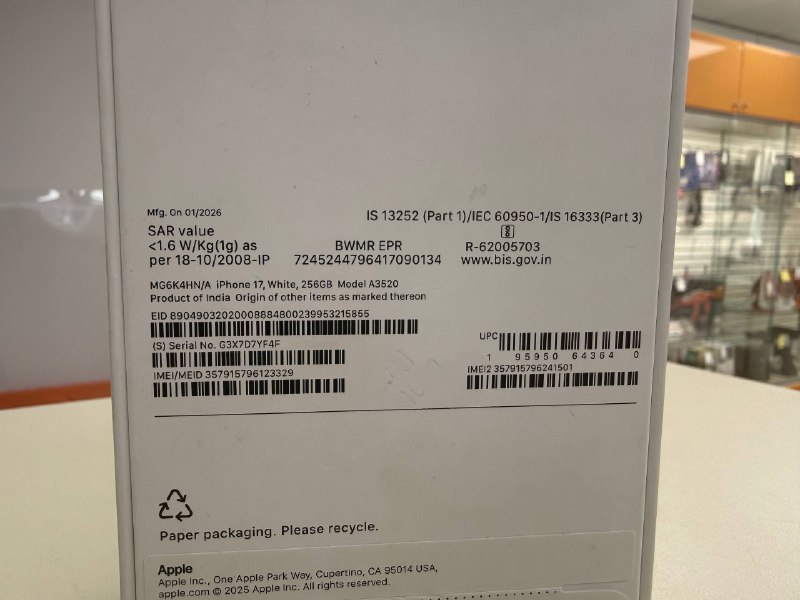 Mfg. On 01/2026
IS 13252 (Part 1)/IEC 60950-1/IS 16333(Part 3)
SAR value
<1.6 W/Kg(1g) as
per 18-10/2008-IP
BWMR EPR
7245244796417090134
R-62005703
www.bis.gov.in
MG6K4HN/A iPhone 17, White, 256GB Model A3520
Product of India Origin of other items as marked thereon
EID 89049032020008884800239953215865
(S) Serial No. G3X7D7YF4F
UPC
1 95950 64364 0
IMEI/MEID 357915796123329
IMEI2 357915796241501
Paper packaging. Please recycle.
Apple
Apple Inc., One Apple Park Way, Cupertino, CA 95014 USA,
apple.com © 2025 Apple Inc. All rights reserved.